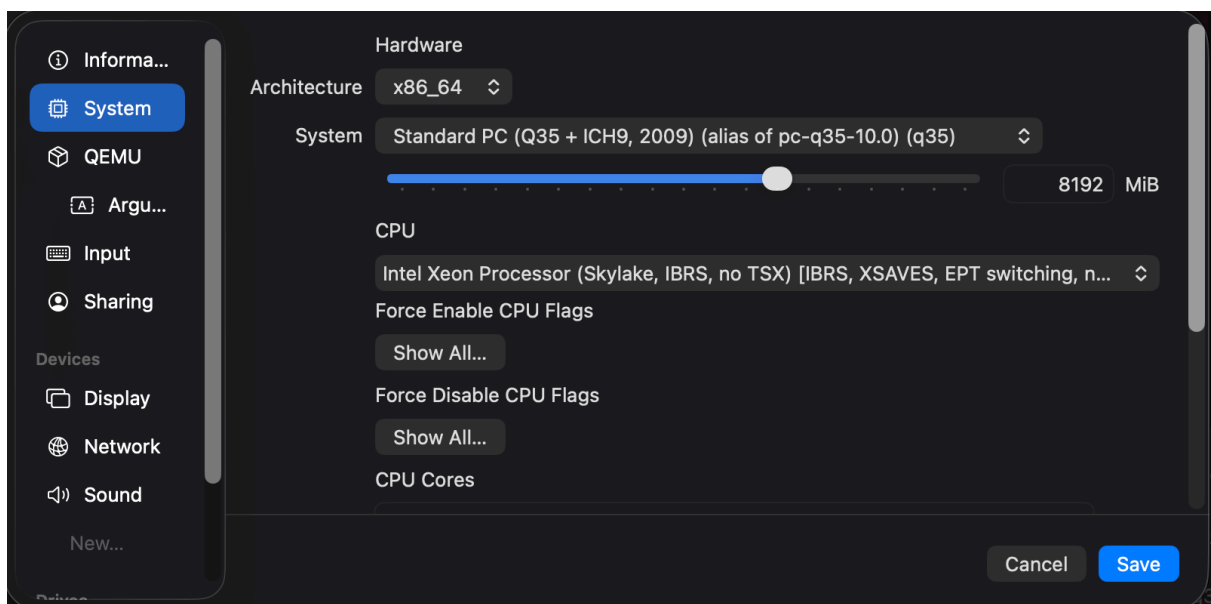 Informa...
System
QEMU
Argu...
Input
Sharing
Devices
Display
Network
Sound
New...
Drives
Hardware
Architecture x86_64
System Standard PC (Q35 + ICH9, 2009) (alias of pc-q35-10.0) (q35)
8192 MiB
CPU
Intel Xeon Processor (Skylake, IBRS, no TSX) [IBRS, XSAVES, EPT switching, n...
Force Enable CPU Flags
Show All...
Force Disable CPU Flags
Show All...
CPU Cores
Cancel Save